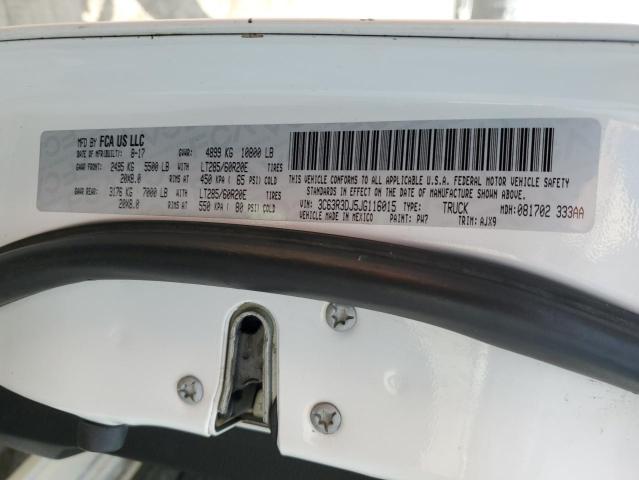 MFD BY FCA US LLC
DATE OF MFR(BUILT): 8-17 GVWR: 4899 KG 10800 LB
GAWR FRONT: 2495 KG 5500 LB WITH LT285/60R20E TIRES
20X8.0 RIMS AT 450 KPA ( 65 PSI) COLD
GAWR REAR: 3176 KG 7000 LB WITH LT285/60R20E TIRES
20X8.0 RIMS AT 550 KPA ( 80 PSI) COLD
THIS VEHICLE CONFORMS TO ALL APPLICABLE U.S.A. FEDERAL MOTOR VEHICLE SAFETY
STANDARDS IN EFFECT ON THE DATE OF MANUFACTURE SHOWN ABOVE.
VIN: 3C63R3DJ5JG116015 TYPE: TRUCK MDH: 081702 333AA
VEHICLE MADE IN MEXICO PAINT: PW7 TRIM: AJX9